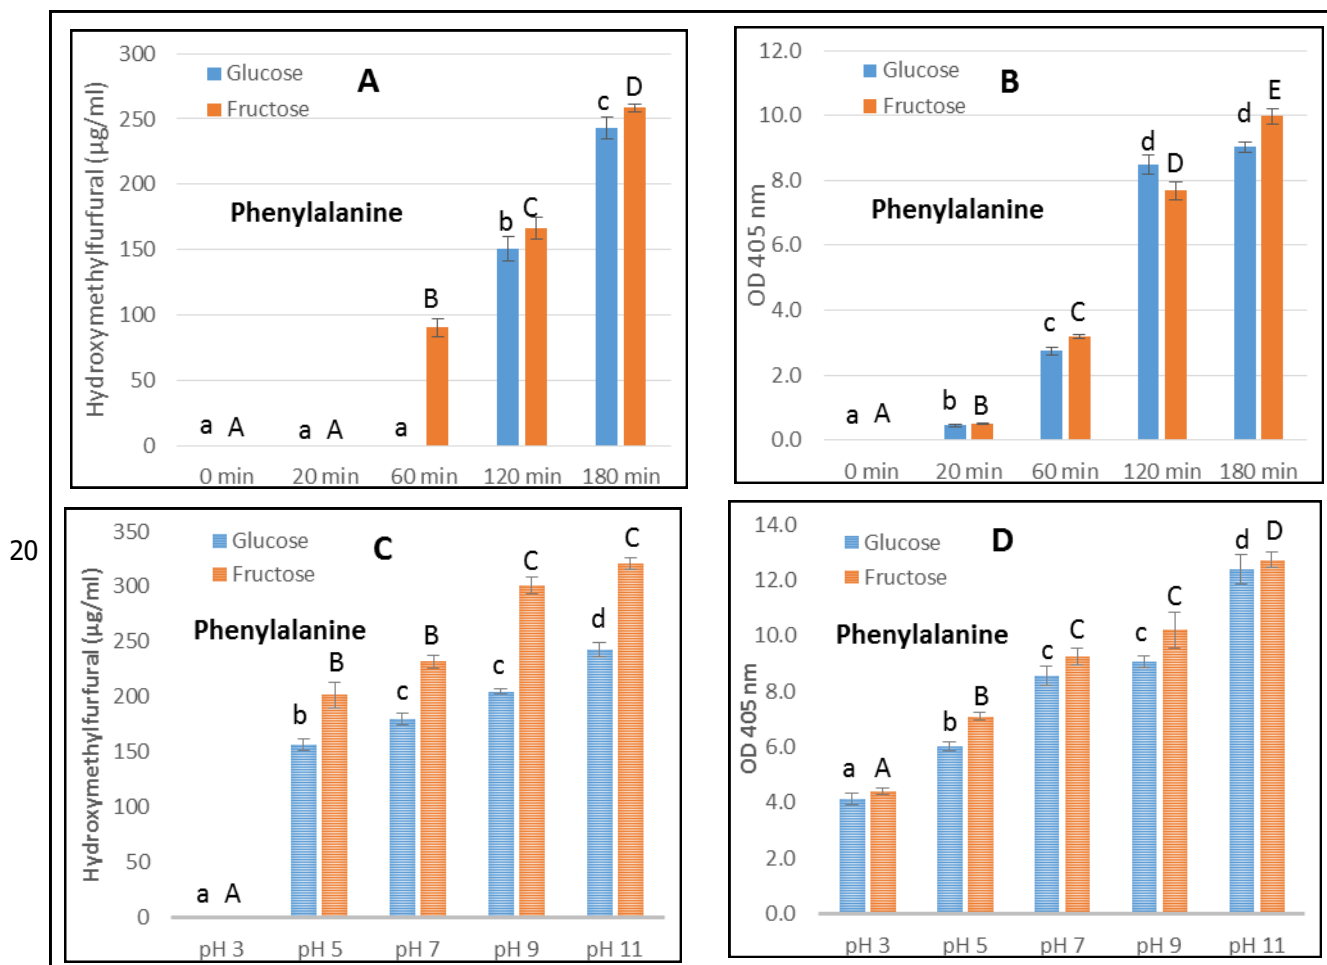 300
250
200
150
100
50
0
Hydroxymethylfurfural (µg/ml)
Glucose
Fructose
A
Phenylalanine
a A
a A
a B
b C
c D
0 min 20 min 60 min 120 min 180 min
12.0
10.0
8.0
6.0
4.0
2.0
0.0
OD 405 nm
Glucose
Fructose
B
Phenylalanine
a A
b B
c C
d D
d E
0 min 20 min 60 min 120 min 180 min
20
350
300
250
200
150
100
50
0
Hydroxymethylfurfural (µg/ml)
Glucose
Fructose
C
Phenylalanine
a A
b B
c B
c C
d C
pH 3 pH 5 pH 7 pH 9 pH 11
14.0
12.0
10.0
8.0
6.0
4.0
2.0
0.0
OD 405 nm
Glucose
Fructose
D
Phenylalanine
a A
b B
c C
c C
d D
pH 3 pH 5 pH 7 pH 9 pH 11